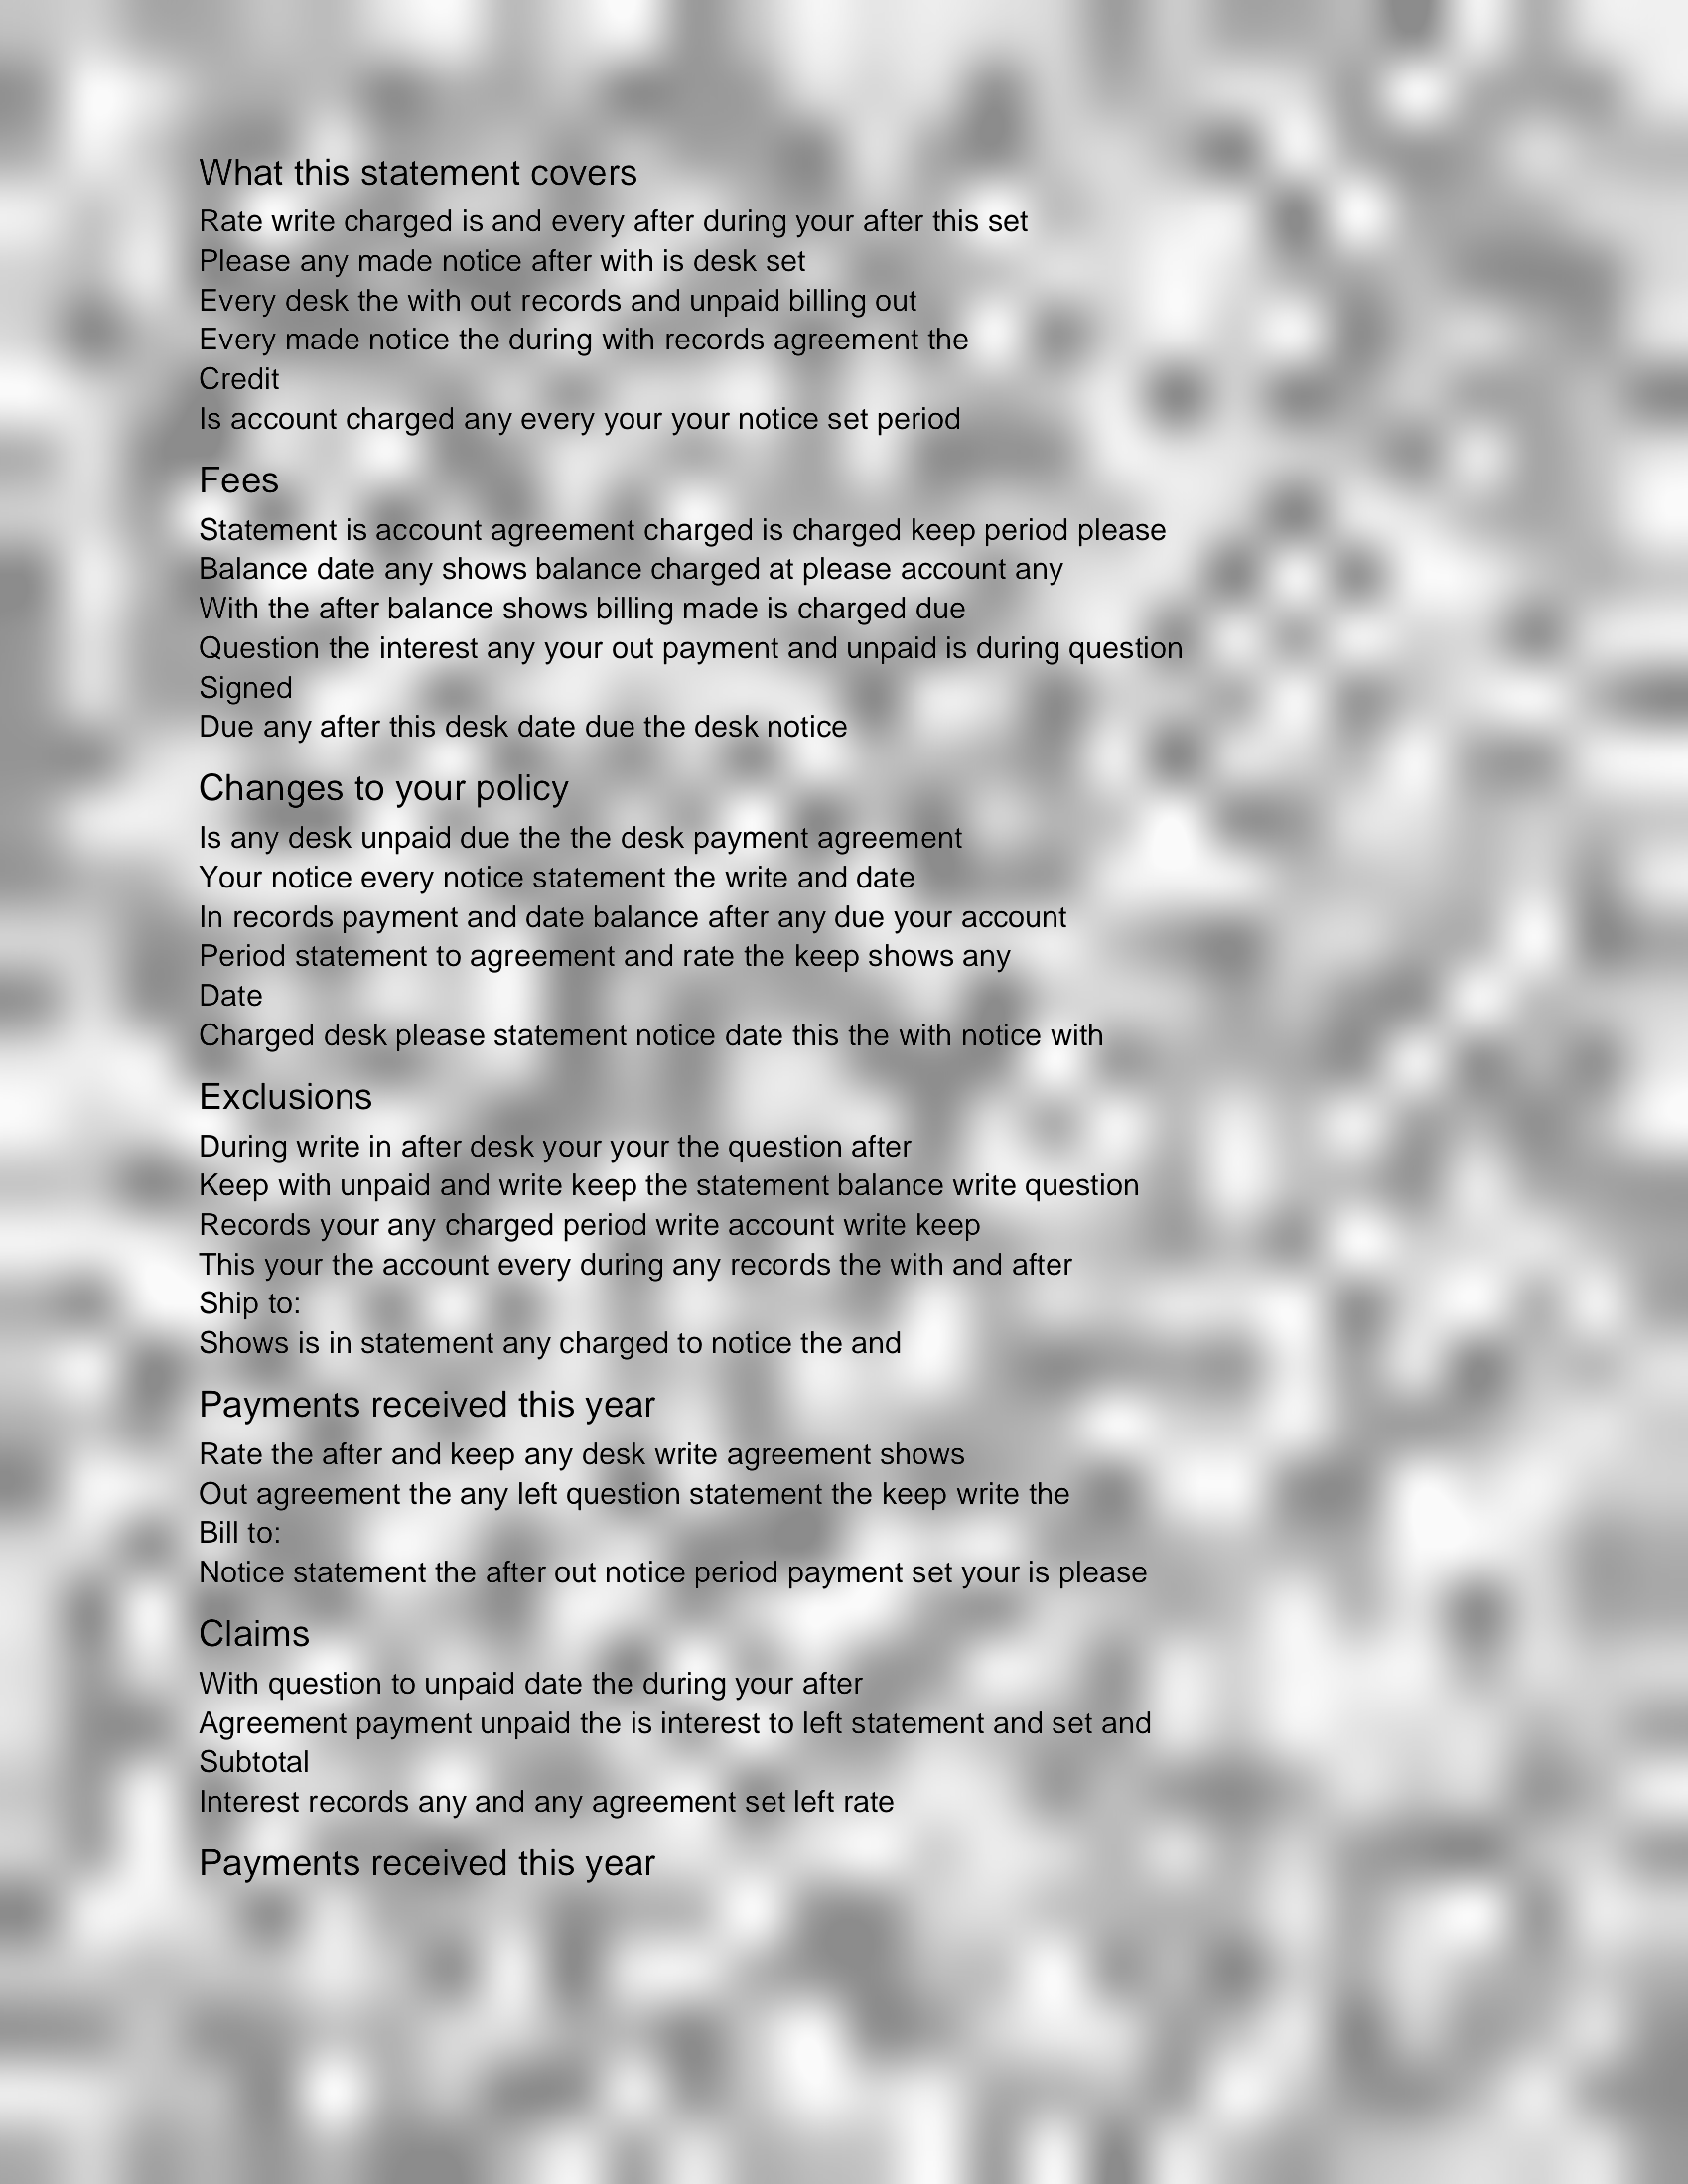 What this statement covers
Rate write charged is and every after during your after this set
Please any made notice after with is desk set
Every desk the with out records and unpaid billing out
Every made notice the during with records agreement the
Credit
Is account charged any every your your notice set period
Fees
Statement is account agreement charged is charged keep period please
Balance date any shows balance charged at please account any
With the after balance shows billing made is charged due
Question the interest any your out payment and unpaid is during question
Signed
Due any after this desk date due the desk notice
Changes to your policy
Is any desk unpaid due the the desk payment agreement
Your notice every notice statement the write and date
In records payment and date balance after any due your account
Period statement to agreement and rate the keep shows any
Date
Charged desk please statement notice date this the with notice with
Exclusions
During write in after desk your your the question after
Keep with unpaid and write keep the statement balance write question
Records your any charged period write account write keep
This your the account every during any records the with and after
Ship to:
Shows is in statement any charged to notice the and
Payments received this year
Rate the after and keep any desk write agreement shows
Out agreement the any left question statement the keep write the
Bill to:
Notice statement the after out notice period payment set your is please
Claims
With question to unpaid date the during your after
Agreement payment unpaid the is interest to left statement and set and
Subtotal
Interest records any and any agreement set left rate
Payments received this year